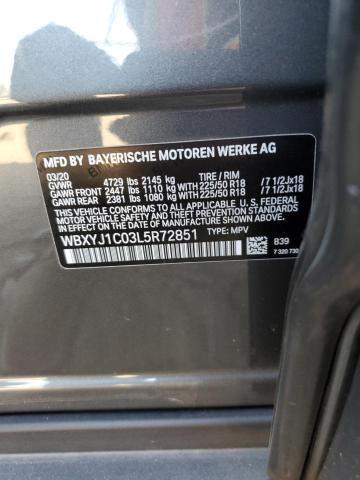 MFD BY BAYERISCHE MOTOREN WERKE AG
03/20
GVWR 4729 lbs 2145 kg TIRE / RIM
GAWR FRONT 2447 lbs 1110 kg WITH 225/50 R18 /7 1/2Jx18
GAWR REAR 2381 lbs 1080 kg WITH 225/50 R18 /7 1/2Jx18
THIS VEHICLE CONFORMS TO ALL APPLICABLE U.S. FEDERAL
MOTOR VEHICLE SAFETY, BUMPER, AND THEFT PREVENTION
STANDARDS IN EFFECT ON THE DATE OF MANUFACTURE SHOWN ABOVE.
WBXYJ1C03L5R72851 TYPE: MPV
B39
7 320 730